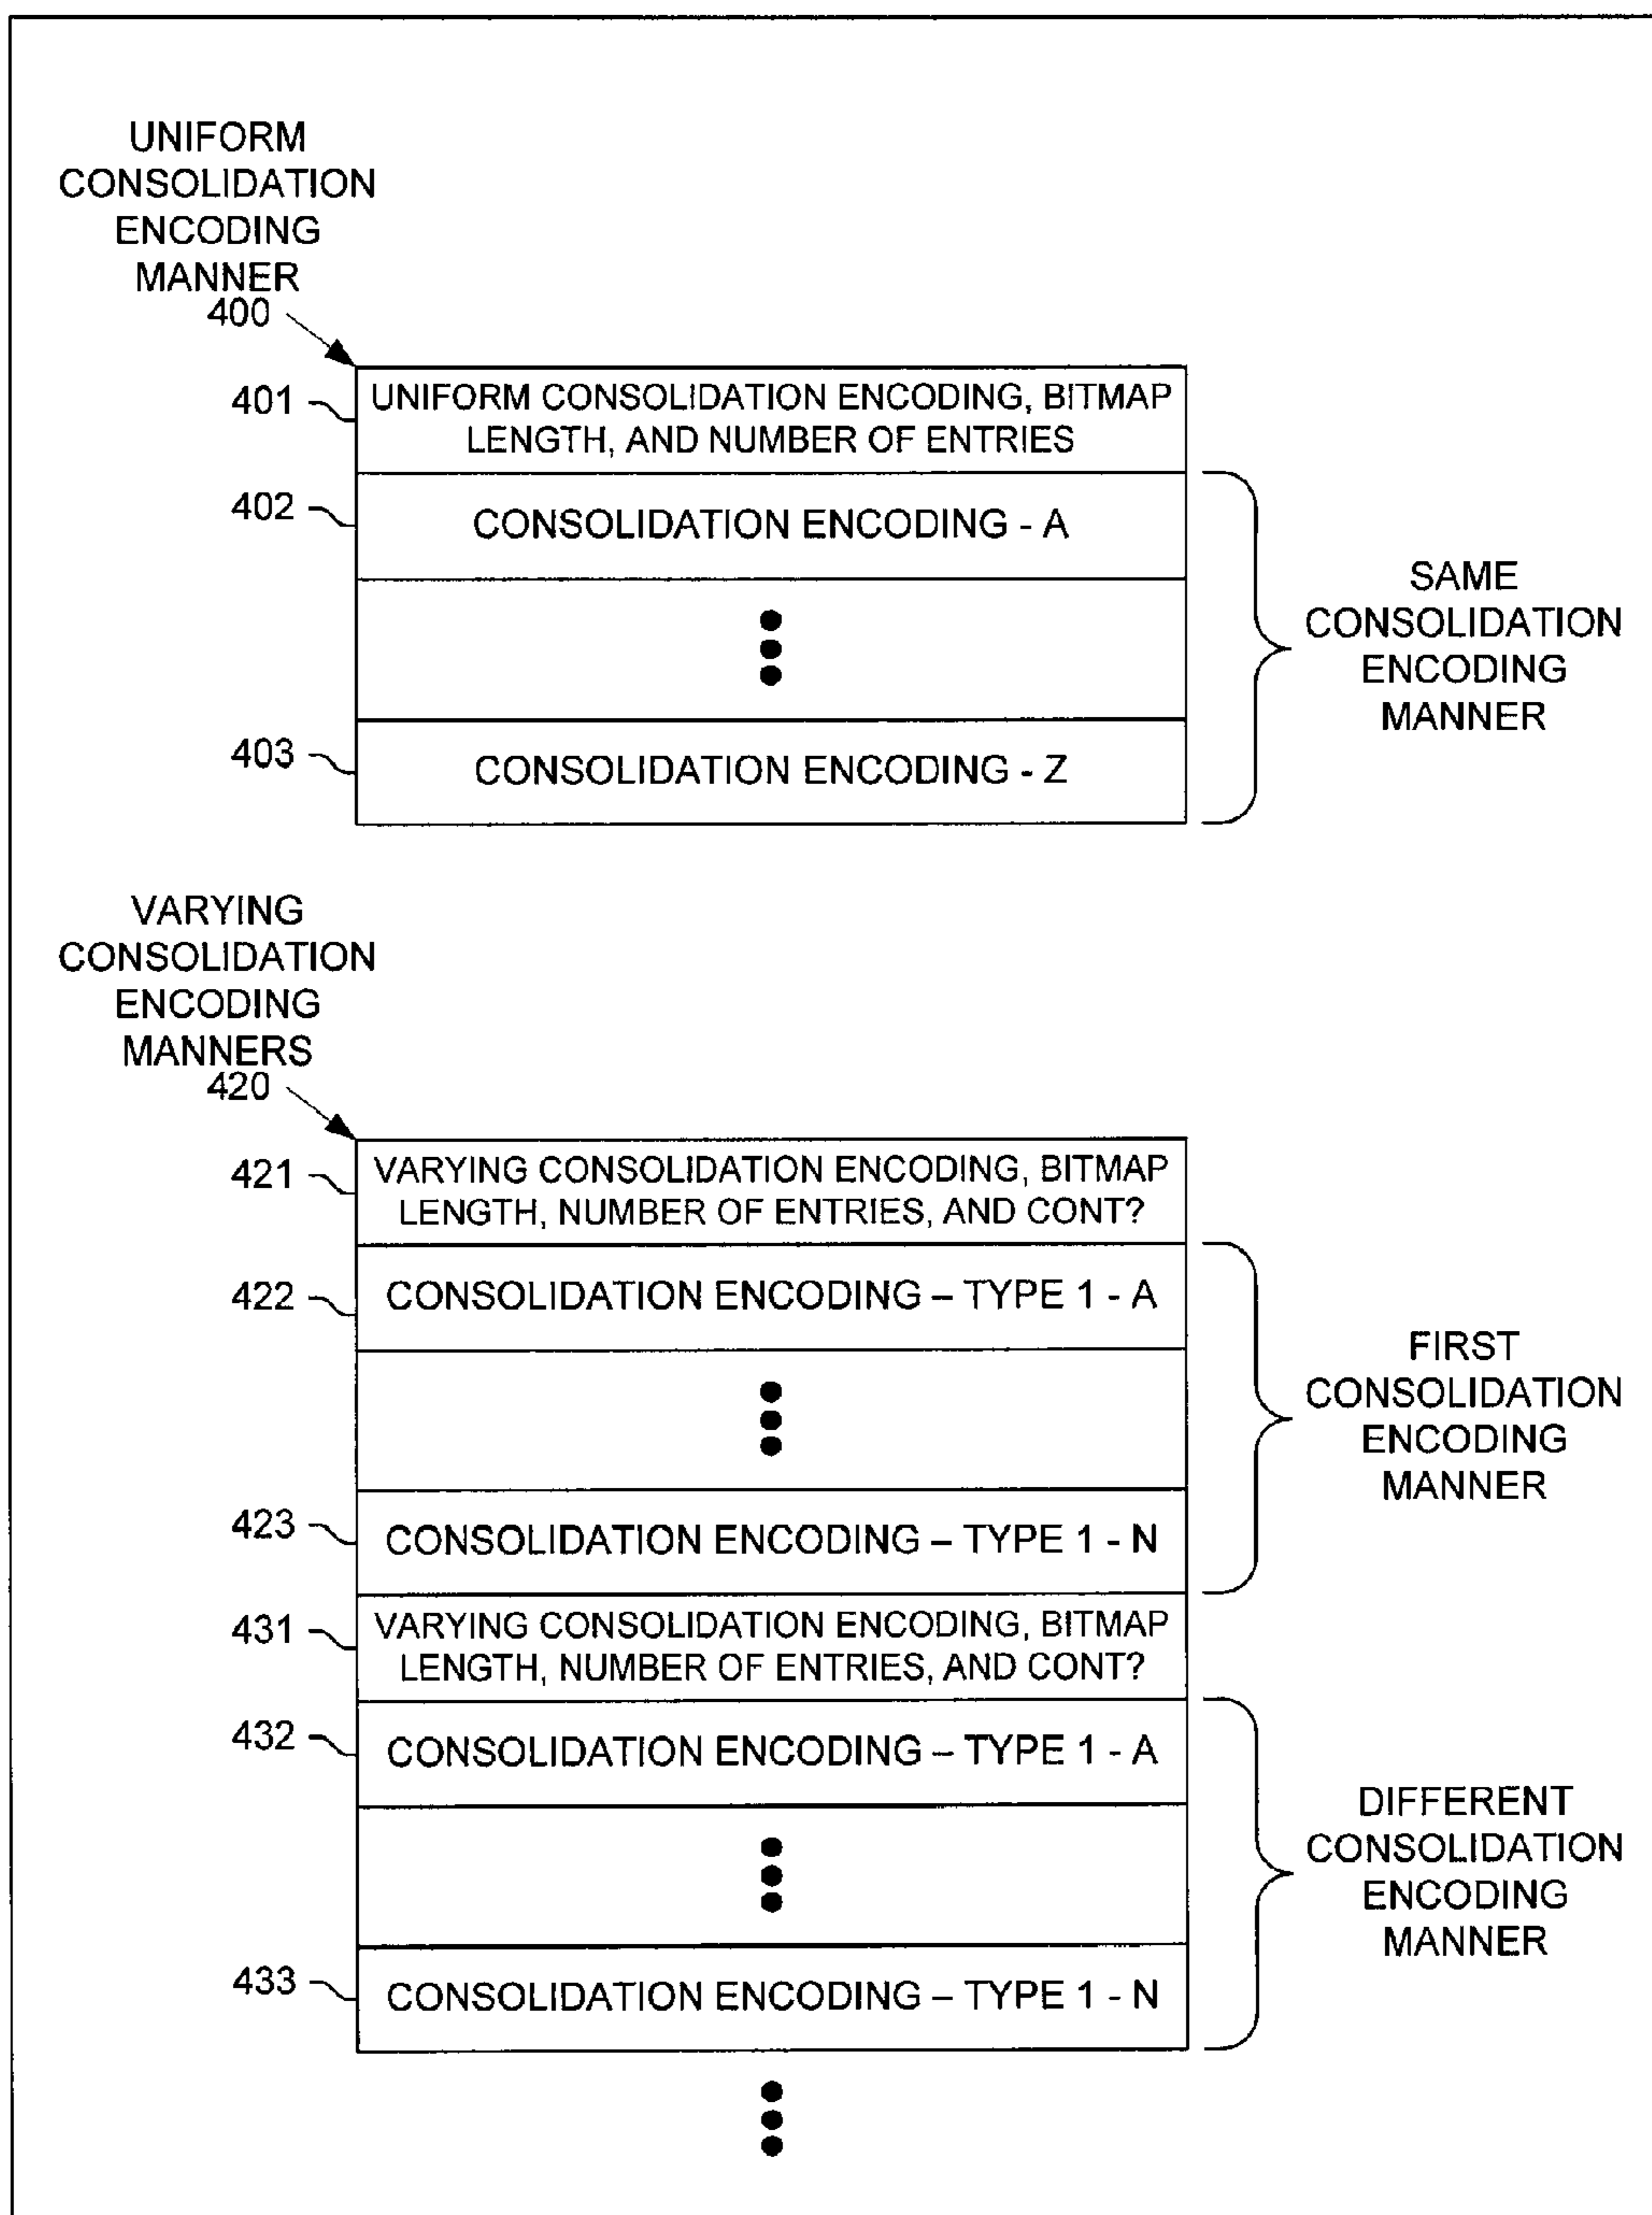 UNIFORM
CONSOLIDATION
ENCODING
MANNER
400
401
UNIFORM CONSOLIDATION ENCODING, BITMAP
LENGTH, AND NUMBER OF ENTRIES
402
CONSOLIDATION ENCODING - A
SAME
CONSOLIDATION
ENCODING
MANNER
403
CONSOLIDATION ENCODING - Z
VARYING
CONSOLIDATION
ENCODING
MANNERS
420
421
VARYING CONSOLIDATION ENCODING, BITMAP
LENGTH, NUMBER OF ENTRIES, AND CONT?
422
CONSOLIDATION ENCODING – TYPE 1 - A
FIRST
CONSOLIDATION
ENCODING
MANNER
423
CONSOLIDATION ENCODING – TYPE 1 - N
431
VARYING CONSOLIDATION ENCODING, BITMAP
LENGTH, NUMBER OF ENTRIES, AND CONT?
432
CONSOLIDATION ENCODING – TYPE 1 - A
DIFFERENT
CONSOLIDATION
ENCODING
MANNER
433
CONSOLIDATION ENCODING – TYPE 1 - N